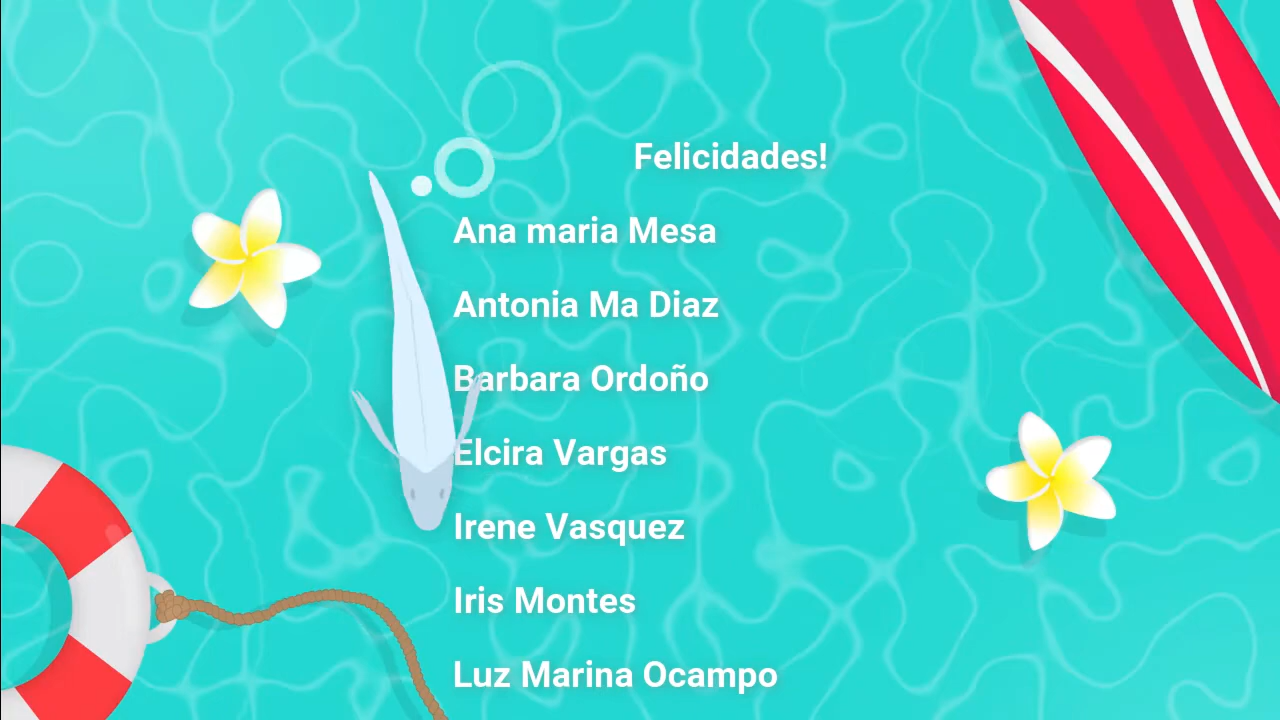 Felicidades!
Ana maria Mesa
Antonia Ma Diaz
Barbara Ordoño
Elcira Vargas
Irene Vasquez
Iris Montes
Luz Marina Ocampo